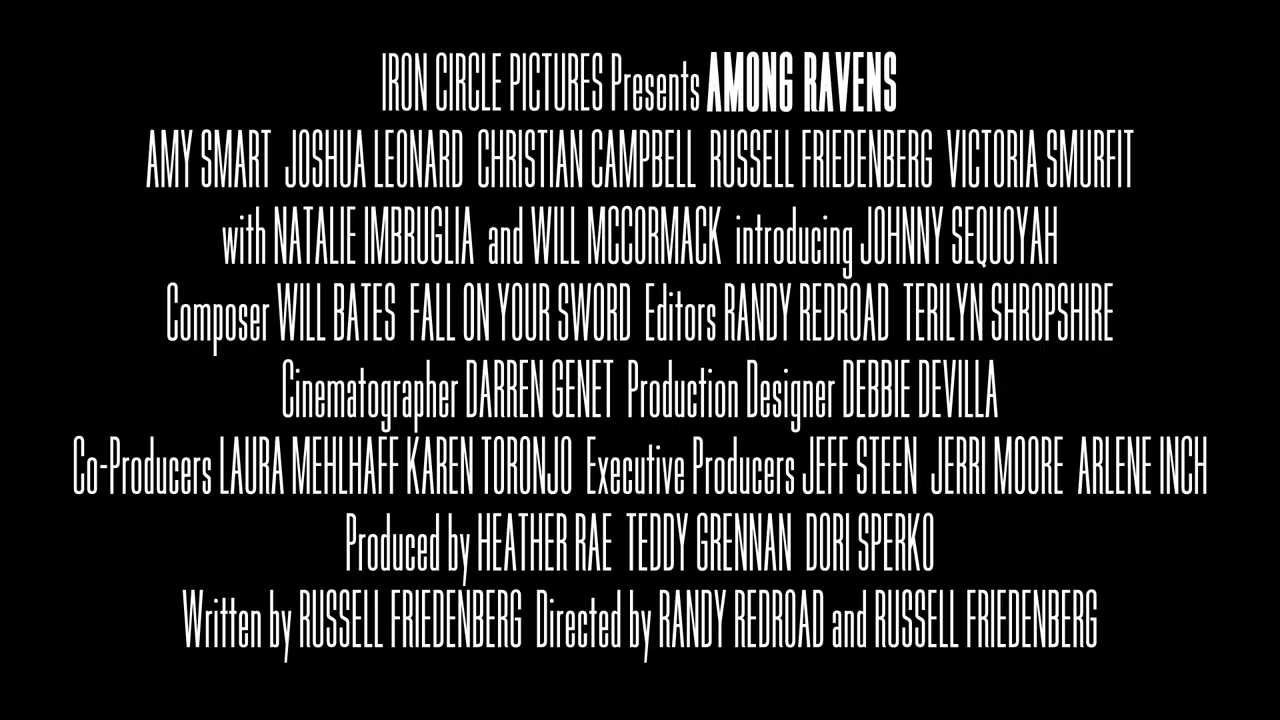 IRON CIRCLE PICTURES Presents AMONG RAVENS
AMY SMART JOSHUA LEONARD CHRISTIAN CAMPBELL RUSSELL FRIEDENBERG VICTORIA SMURFIT
with NATALIE IMBRUGLIA and WILL MCCORMACK introducing JOHNNY SEQUOYAH
Composer WILL BATES FALL ON YOUR SWORD Editors RANDY REDROAD TERILYN SHROPSHIRE
Cinematographer DARREN GENET Production Designer DEBBIE DEVILLA
Co-Producers LAURA MEHLHAFF KAREN TORONJO Executive Producers JEFF STEEN JERRI MOORE ARLENE INCH
Produced by HEATHER RAE TEDDY GRENNAN DORI SPERKO
Written by RUSSELL FRIEDENBERG Directed by RANDY REDROAD and RUSSELL FRIEDENBERG